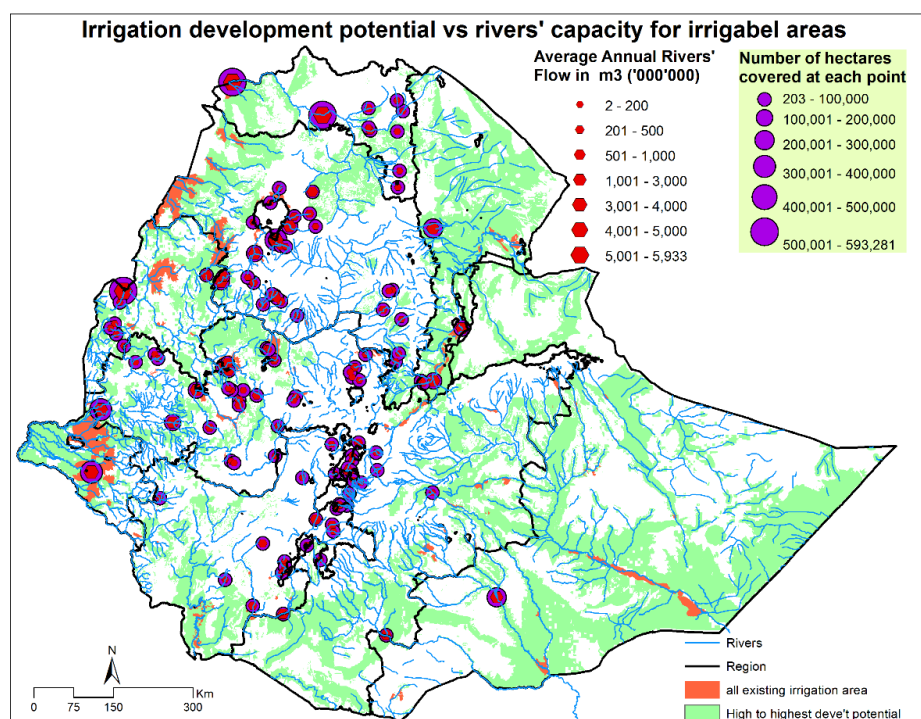 Irrigation development potential vs rivers' capacity for irrigabel areas
Average Annual Rivers'
Flow in m3 ('000'000)
2 - 200
201 - 500
501 - 1,000
1,001 - 3,000
3,001 - 4,000
4,001 - 5,000
5,001 - 5,933
Number of hectares
covered at each point
203 - 100,000
100,001 - 200,000
200,001 - 300,000
300,001 - 400,000
400,001 - 500,000
500,001 - 593,281
N
Km
0 75 150 300
Rivers
Region
all existing irrigation area
High to highest deve't potential